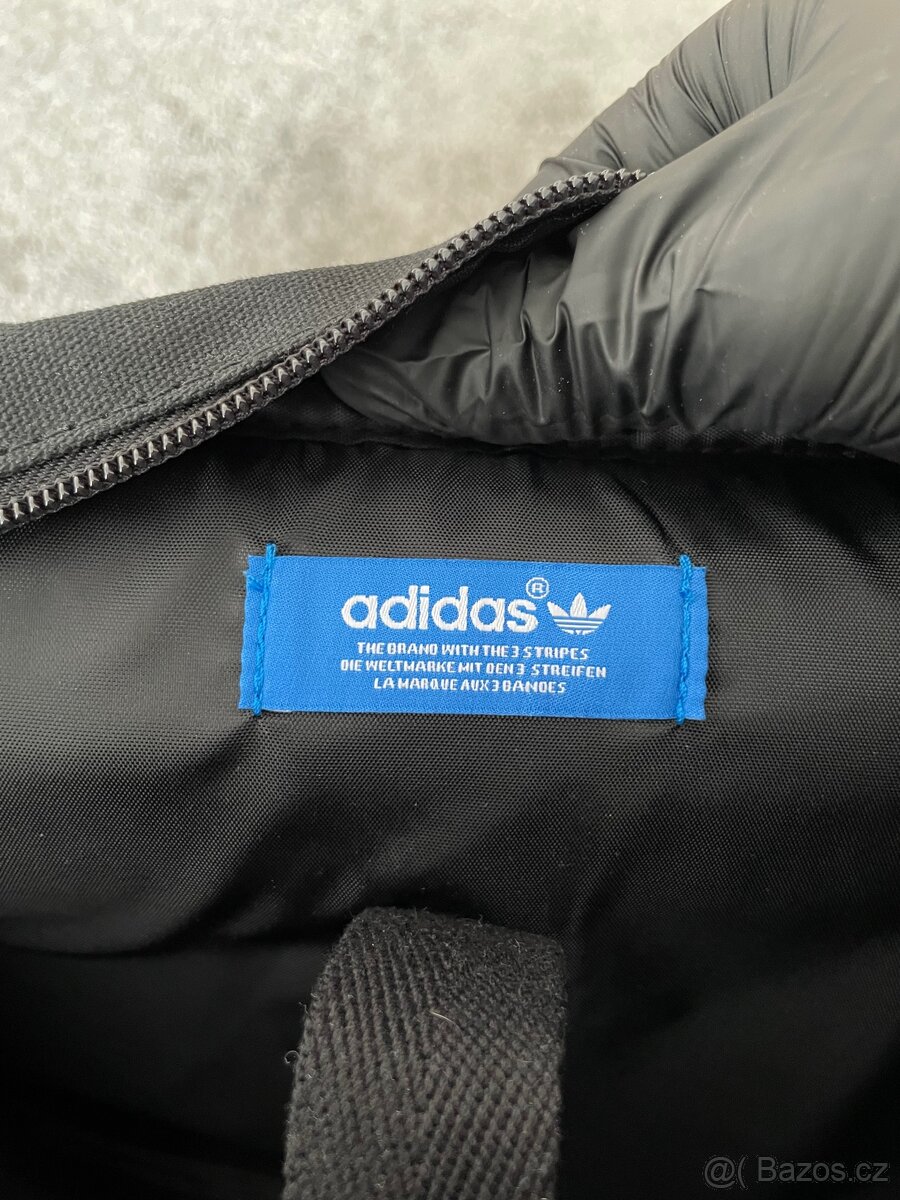 adidas®
THE BRAND WITH THE 3 STRIPES
DIE WELTMARKE MIT DEN 3 STREIFEN
LA MARQUE AUX 3 BANDES
@( Bazos.cz